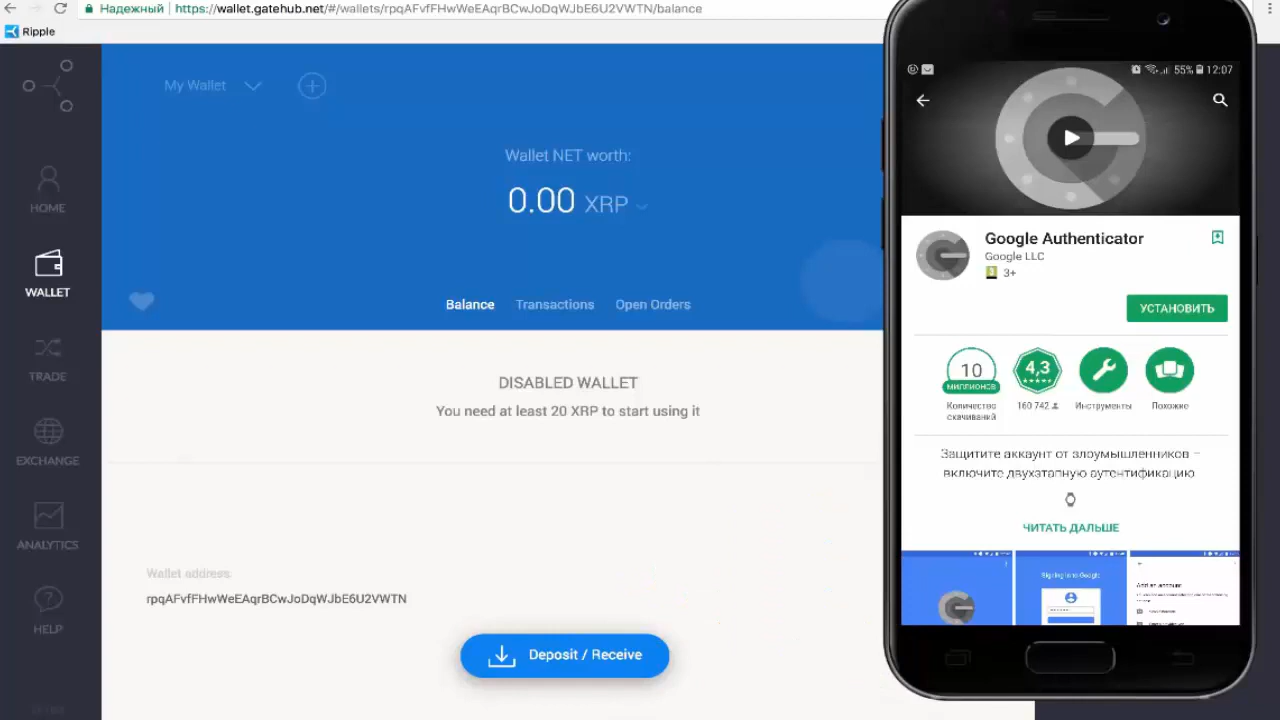 Надежный https://wallet.gatehub.net/#/wallets/rpqAFvfFHwWeEAqrBCwJoDqWJbE6U2VWTN/balance
Ripple
My Wallet
Wallet NET worth:
0.00 XRP
Balance Transactions Open Orders
HOME
WALLET
TRADE
EXCHANGE
ANALYTICS
HELP
DISABLED WALLET
You need at least 20 XRP to start using it
Wallet address:
rpqAFvfFHwWeEAqrBCwJoDqWJbE6U2VWTN
Deposit / Receive
55% 12:07
Google Authenticator
Google LLC
3+
УСТАНОВИТЬ
10
МИЛЛИОНОВ
Количество
скачиваний
4,3
160 742
Инструменты
Похожие
Защитите аккаунт от злоумышленников –
включите двухэтапную аутентификацию
ЧИТАТЬ ДАЛЬШЕ
Signing in to Google
Add an account